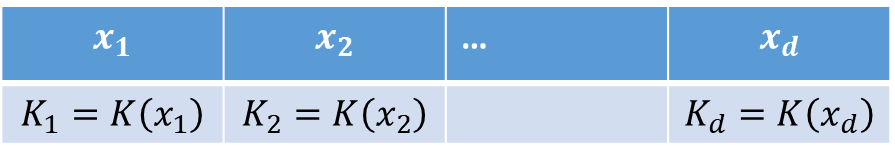 x₁ x₂ ... x_d
K₁ = K(x₁) K₂ = K(x₂) K_d = K(x_d)